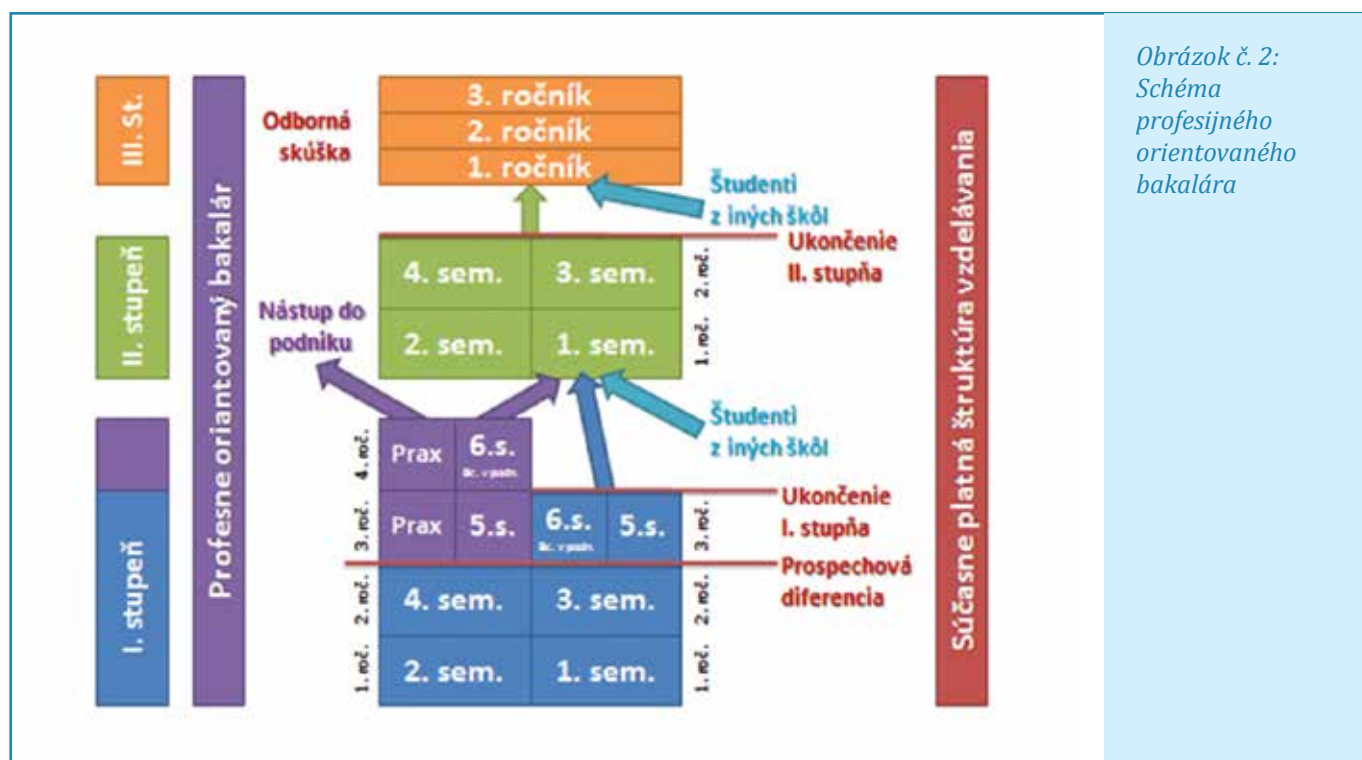 Obrázok č. 2:
Schéma
profesijného
orientovaného
bakalára
III. St.
II. stupeň
I. stupeň
Profesne oriantovaný bakalár
Odborná
skúška
3. ročník
2. ročník
1. ročník
Študenti
z iných škôl
Ukončenie
II. stupňa
4. sem.
3. sem.
2. roč.
Nástup do
podniku
2. sem.
1. sem.
1. roč.
Študenti
z iných škôl
4. roč.
Prax
6.s.
Bc. v podn.
Ukončenie
I. stupňa
3. roč.
Prax
5.s.
6.s.
Bc. v podn.
5.s.
3. roč.
Prospechová
diferencia
2. roč.
4. sem.
3. sem.
2. roč.
1. roč.
2. sem.
1. sem.
1. roč.
Súčasne platná štruktúra vzdelávania